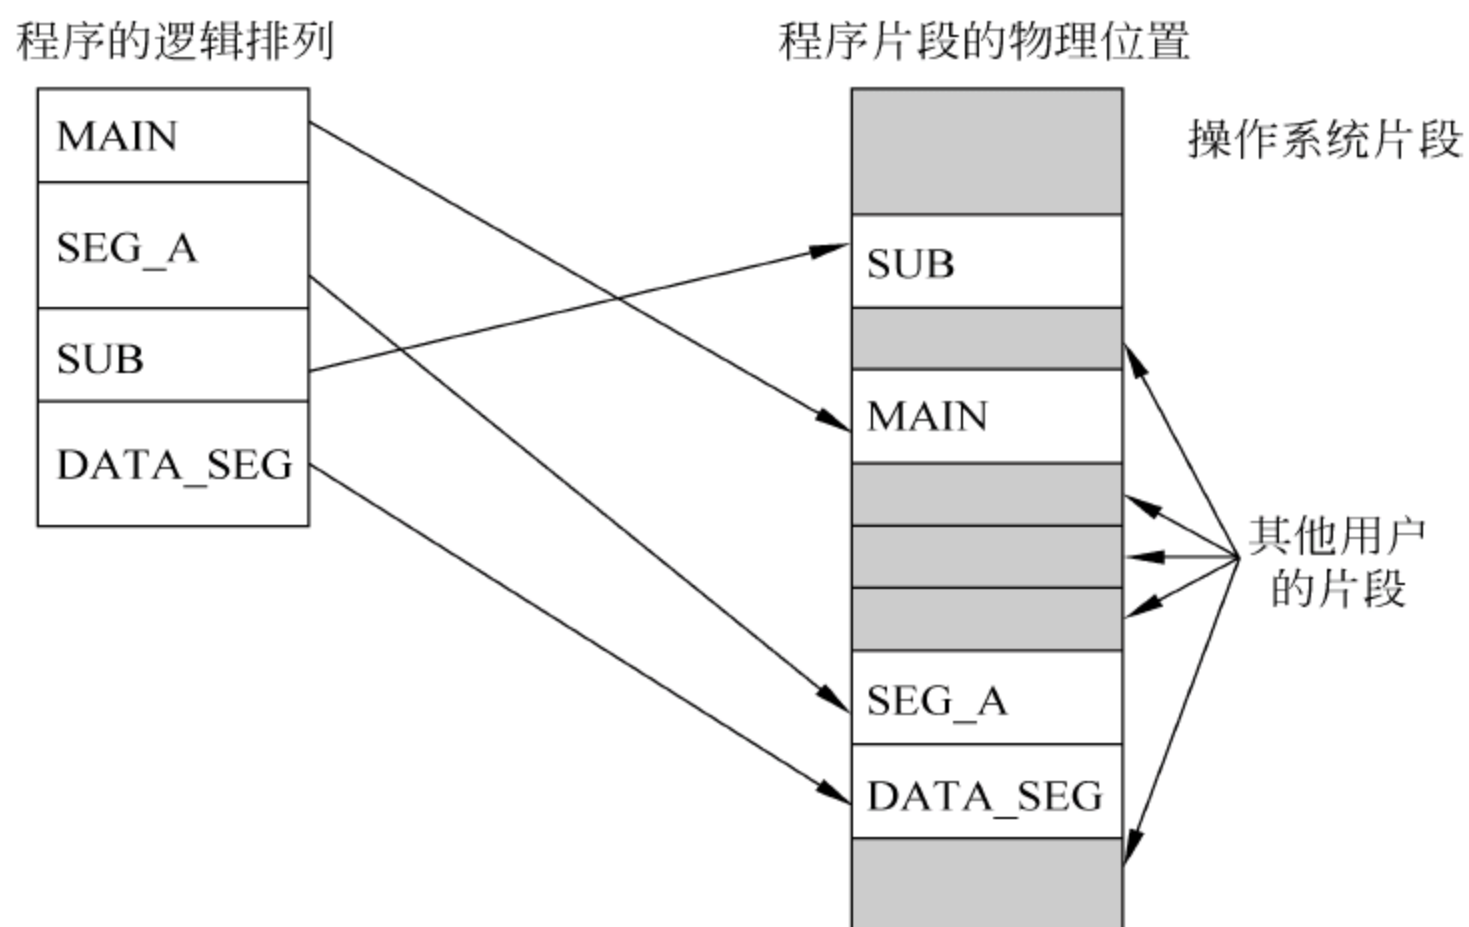 程序的逻辑排列
MAIN
SEG_A
SUB
DATA_SEG
程序片段的物理位置
操作系统片段
SUB
MAIN
SEG_A
DATA_SEG
其他用户
的片段